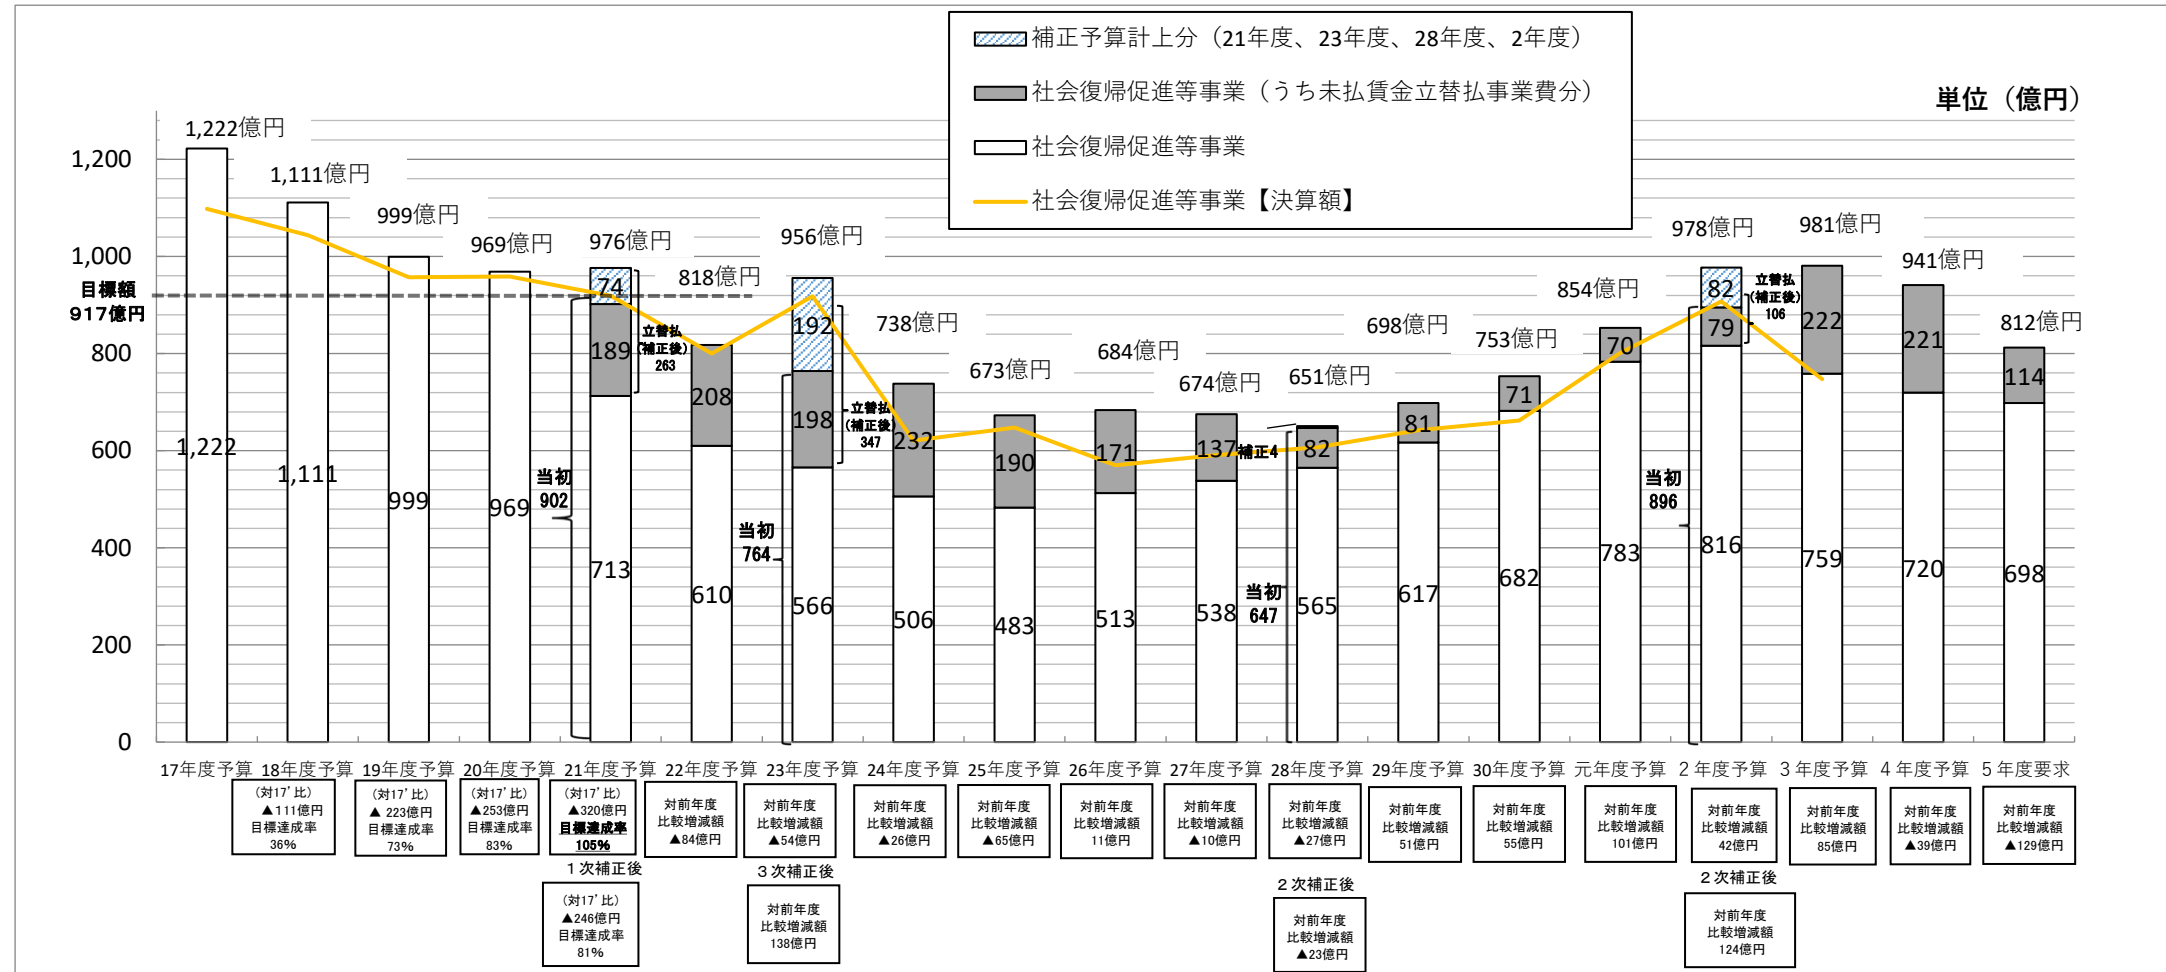 補正予算計上分（21年度、23年度、28年度、2年度）
社会復帰促進等事業（うち未払賃金立替払事業費分）
社会復帰促進等事業
社会復帰促進等事業【決算額】
単位（億円）
1,200
1,000
800
600
400
200
0
目標額
917億円
1,222億円
1,111億円
999億円
969億円
976億円
818億円
956億円
738億円
673億円
684億円
674億円
651億円
698億円
753億円
854億円
978億円
981億円
941億円
812億円
1,222
1,111
999
969
74
189
713
当初
902
立替払
(補正後)
263
208
610
192
198
566
当初
764
立替払
(補正後)
347
232
506
190
483
171
513
137
538
補正4
82
565
当初
647
81
617
71
682
70
783
82
79
816
当初
896
立替払
(補正後)
106
222
759
221
720
114
698
17年度予算
18年度予算
19年度予算
20年度予算
21年度予算
22年度予算
23年度予算
24年度予算
25年度予算
26年度予算
27年度予算
28年度予算
29年度予算
30年度予算
元年度予算
２年度予算
３年度予算
４年度予算
５年度要求
(対17’比)
▲111億円
目標達成率
36%
(対17’比)
▲ 223億円
目標達成率
73%
(対17’比)
▲253億円
目標達成率
83%
(対17’比)
▲320億円
目標達成率
105%
対前年度
比較増減額
▲84億円
対前年度
比較増減額
▲54億円
対前年度
比較増減額
▲26億円
対前年度
比較増減額
▲65億円
対前年度
比較増減額
11億円
対前年度
比較増減額
▲10億円
対前年度
比較増減額
▲27億円
対前年度
比較増減額
51億円
対前年度
比較増減額
55億円
対前年度
比較増減額
101億円
対前年度
比較増減額
42億円
対前年度
比較増減額
85億円
対前年度
比較増減額
▲39億円
対前年度
比較増減額
▲129億円
１次補正後
(対17’比)
▲246億円
目標達成率
81%
３次補正後
対前年度
比較増減額
138億円
２次補正後
対前年度
比較増減額
▲23億円
２次補正後
対前年度
比較増減額
124億円